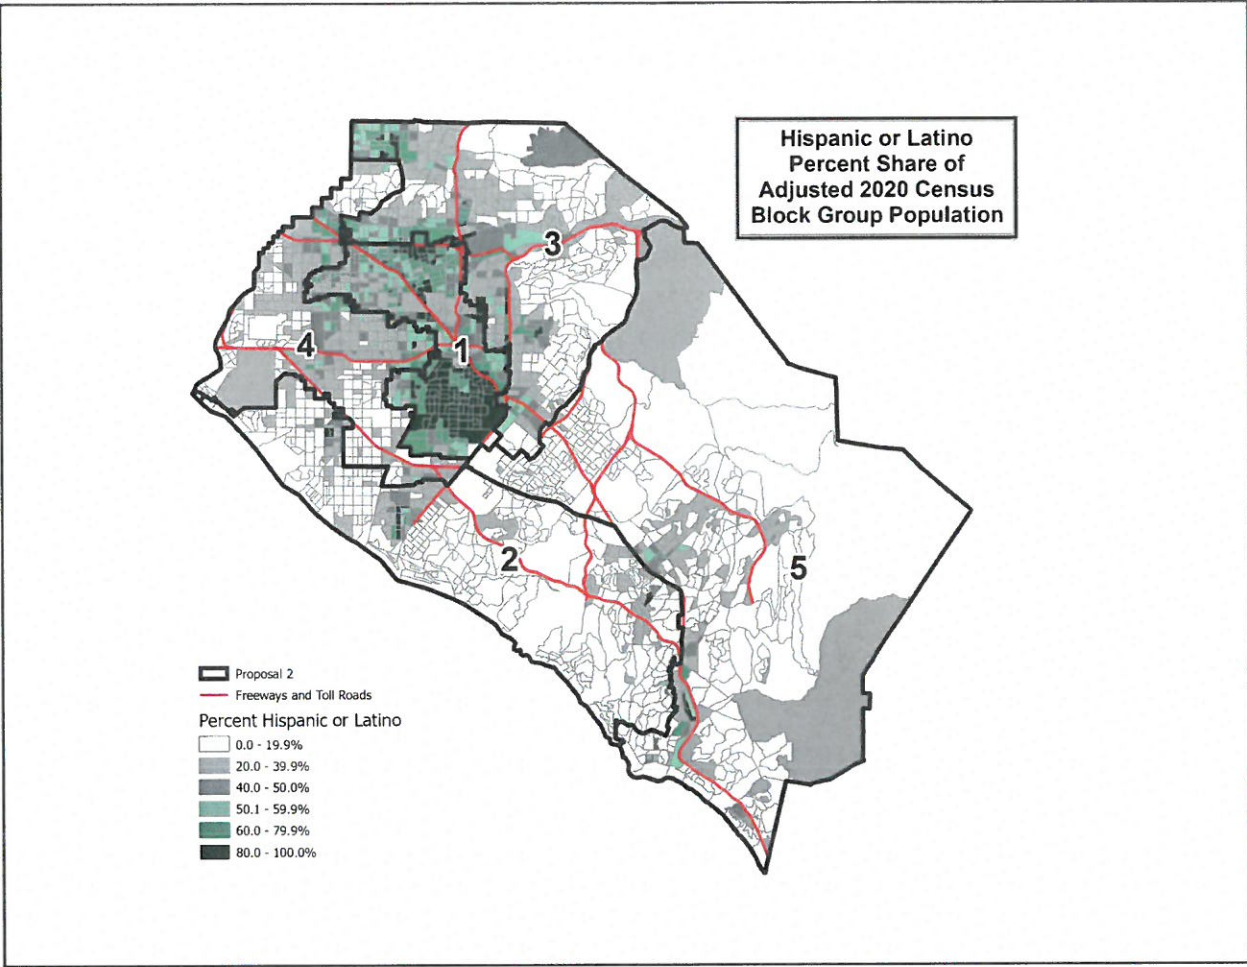 Hispanic or Latino
Percent Share of
Adjusted 2020 Census
Block Group Population
3
4
1
2
5
Proposal 2
Freeways and Toll Roads
Percent Hispanic or Latino
0.0 - 19.9%
20.0 - 39.9%
40.0 - 50.0%
50.1 - 59.9%
60.0 - 79.9%
80.0 - 100.0%